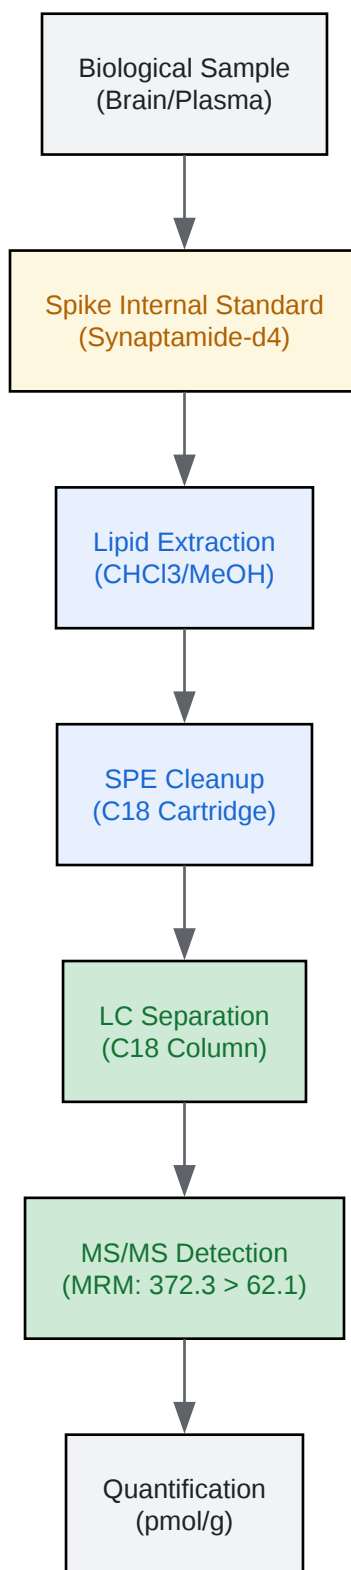 Biological Sample
(Brain/Plasma)
Spike Internal Standard
(Synaptamide-d4)
Lipid Extraction
(CHCl3/MeOH)
SPE Cleanup
(C18 Cartridge)
LC Separation
(C18 Column)
MS/MS Detection
(MRM: 372.3 > 62.1)
Quantification
(pmol/g)